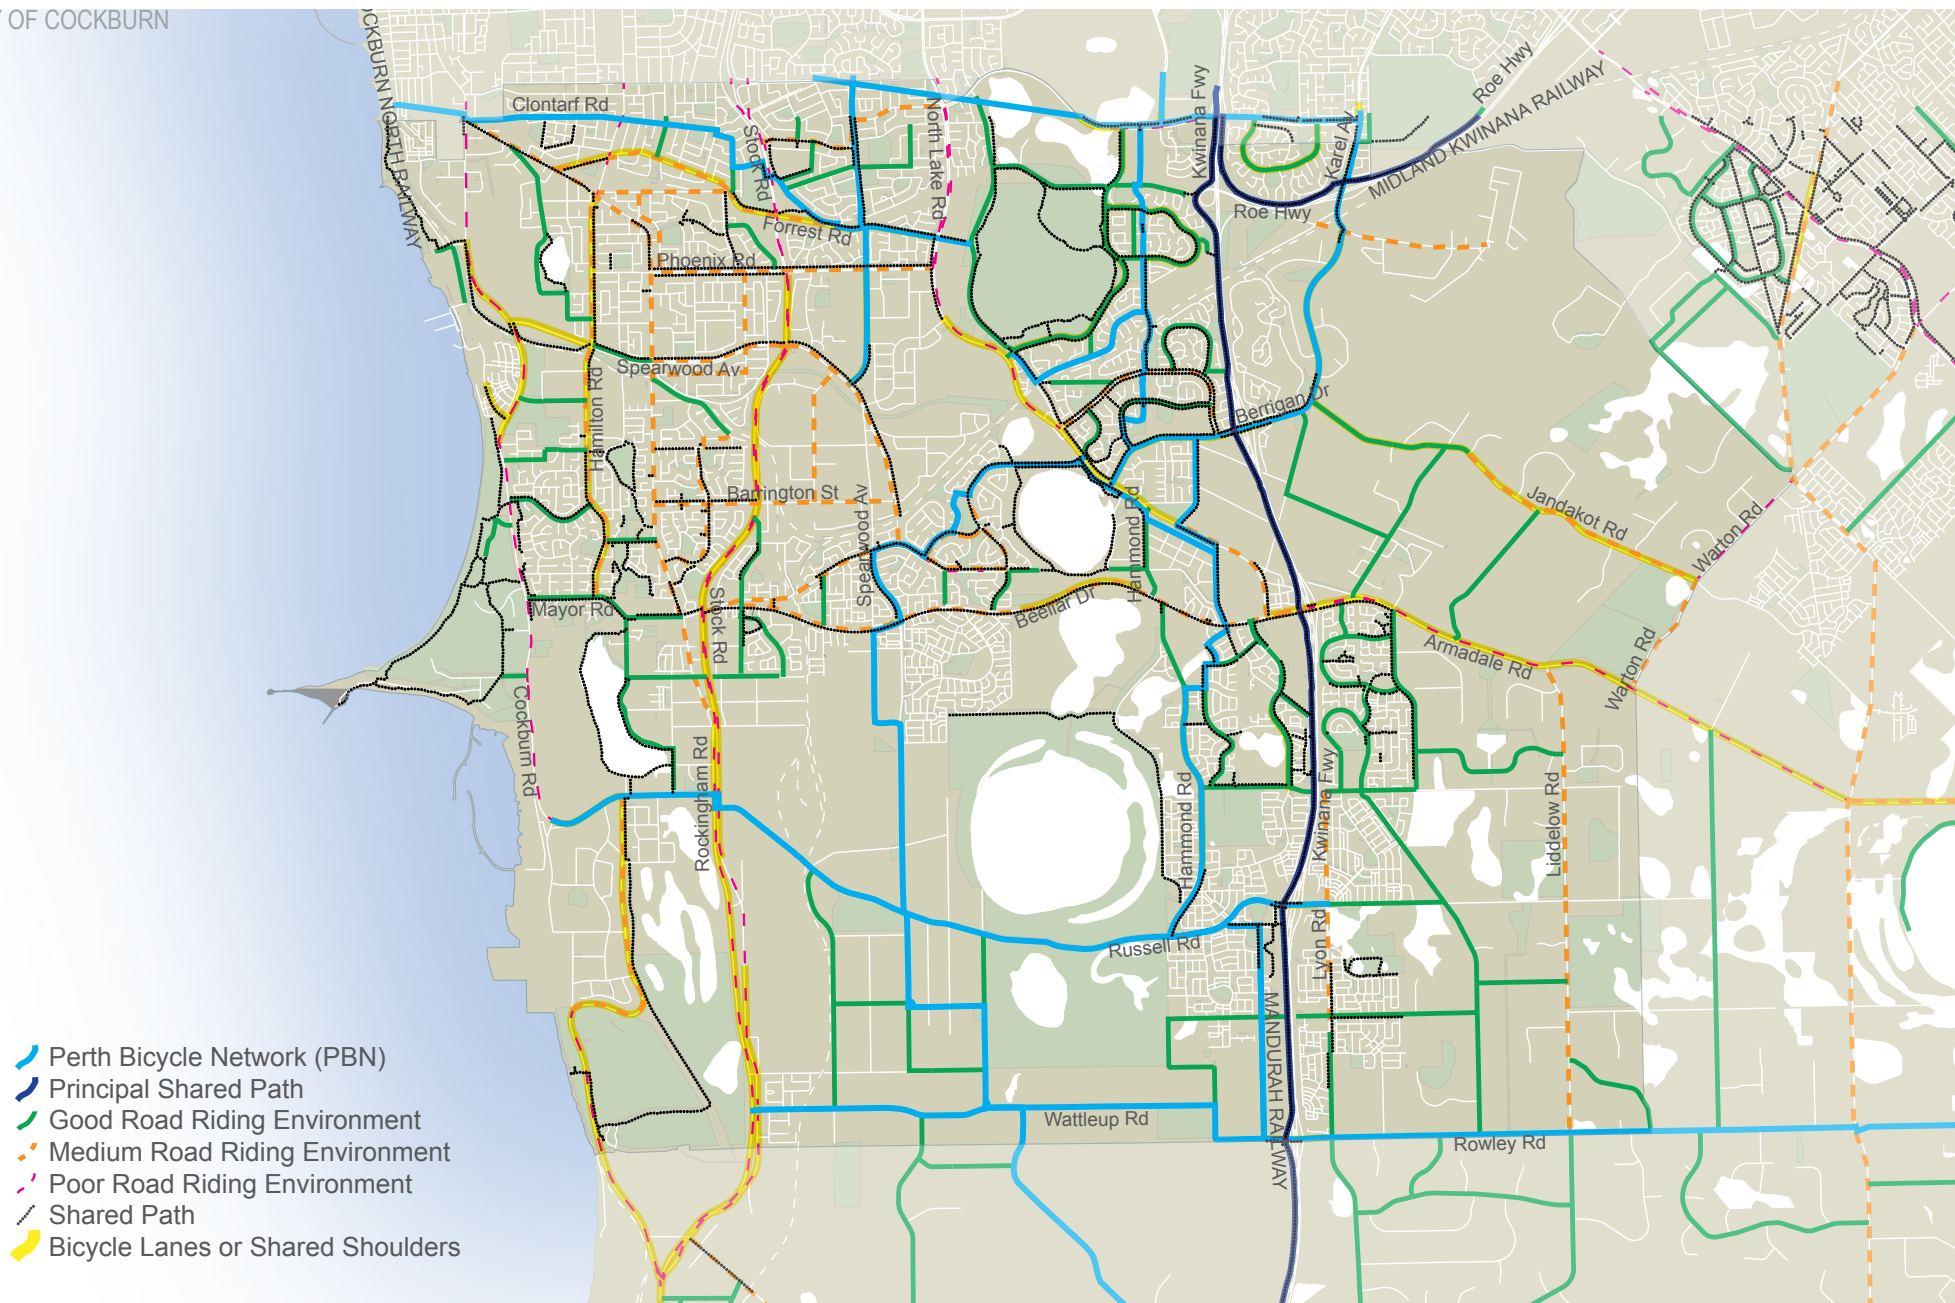 Y OF COCKBURN
OCKBURN NORTH RAILWAY
Clontarf Rd
Stock Rd
North Lake Rd
Kwinana Fwy
Karel Av
Roe Hwy
MIDLAND KWINANA RAILWAY
Roe Hwy
Forrest Rd
Phoenix Rd
Spearwood Av
Hamilton Rd
Berrigan Dr
Barrington St
Spearwood Av
Hammond Rd
Jandakot Rd
Warton Rd
Mayor Rd
Stock Rd
Beeliar Dr
Armadale Rd
Warton Rd
Cockburn Rd
Rockingham Rd
Hammond Rd
Kwinana Fwy
Liddelow Rd
Russell Rd
Lyon Rd
MANDURAH RAILWAY
Wattleup Rd
Rowley Rd
Perth Bicycle Network (PBN)
Principal Shared Path
Good Road Riding Environment
Medium Road Riding Environment
Poor Road Riding Environment
Shared Path
Bicycle Lanes or Shared Shoulders